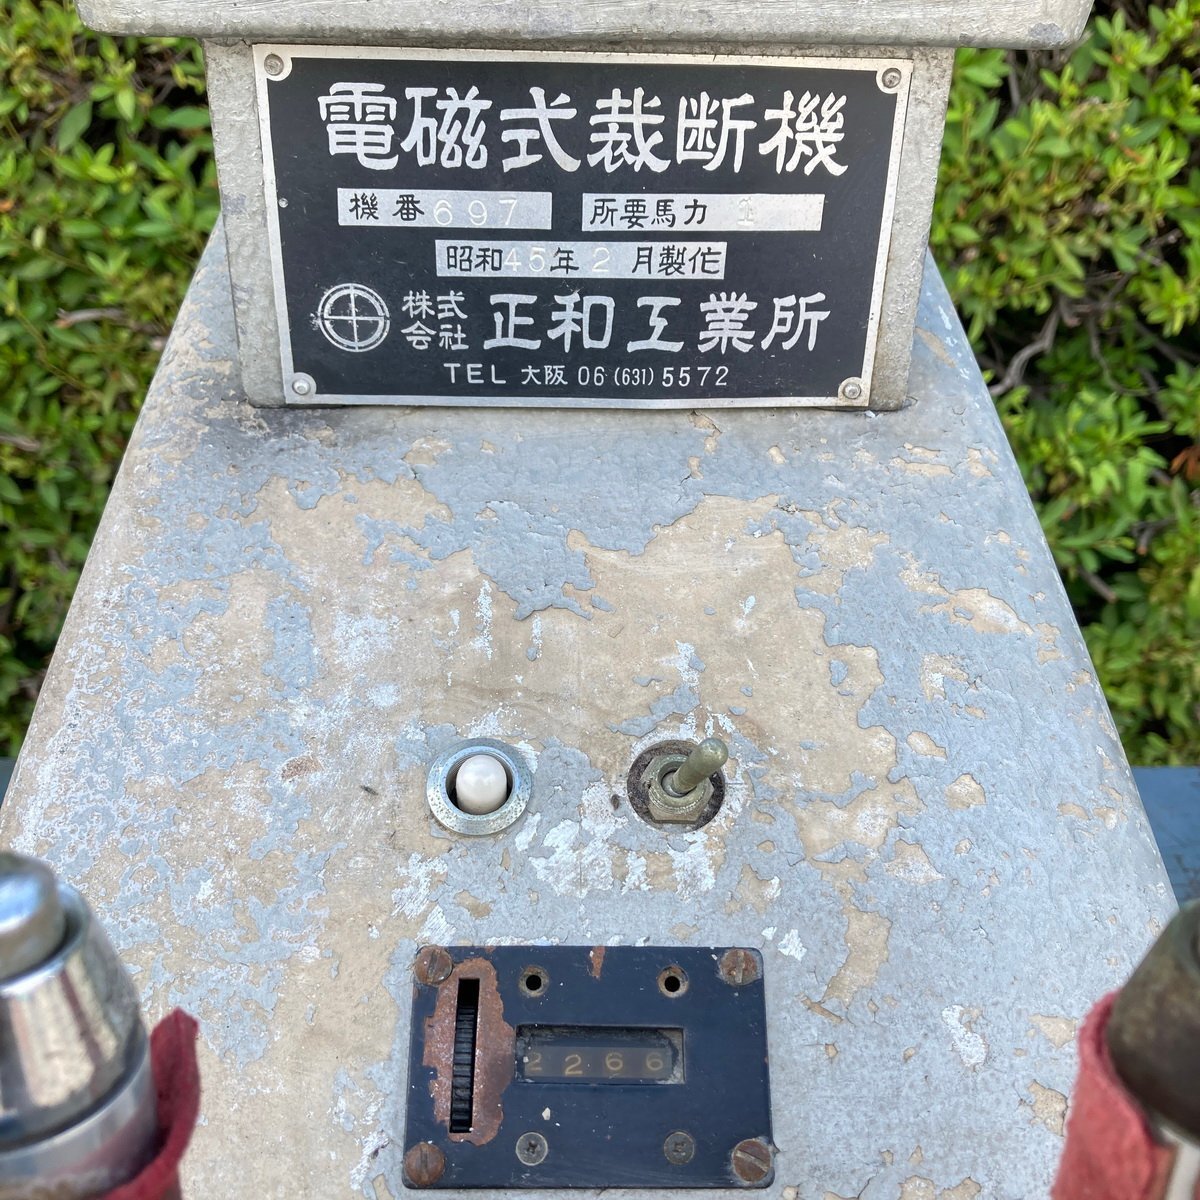 電磁式裁断機
機番 697 所要馬力 1
昭和45年2月製作
株式会社 正和工業所
TEL 大阪 06 (631) 5572
2266